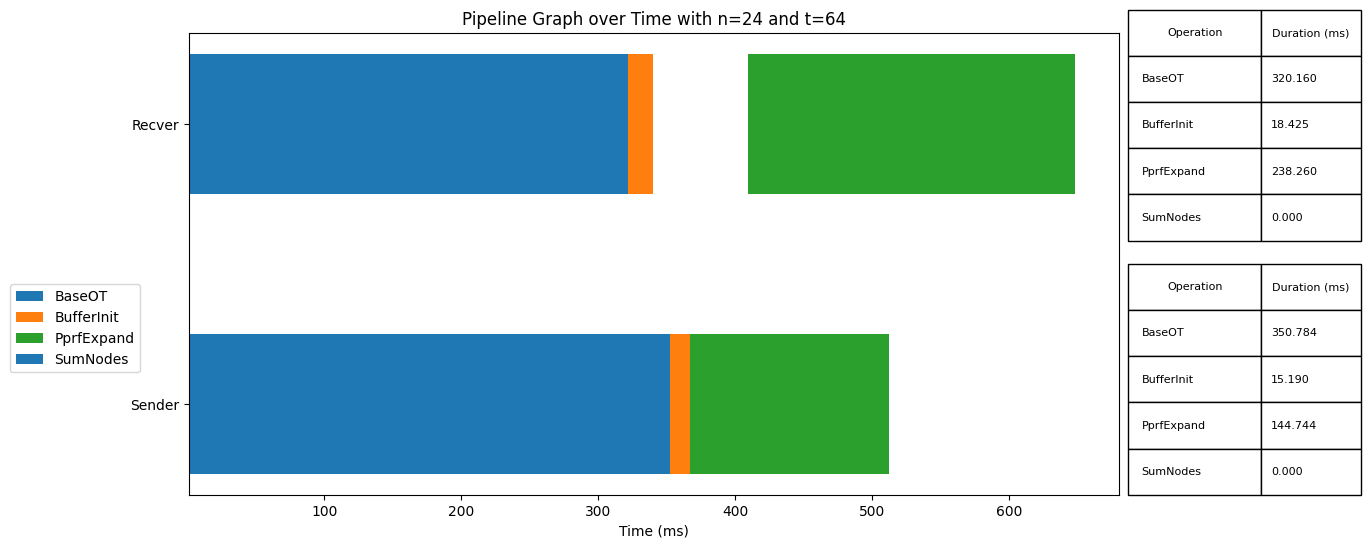 Pipeline Graph over Time with n=24 and t=64
Recver
Sender
BaseOT
BufferInit
PprfExpand
SumNodes
100 200 300 400 500 600
Time (ms)
Operation Duration (ms)
BaseOT 320.160
BufferInit 18.425
PprfExpand 238.260
SumNodes 0.000
Operation Duration (ms)
BaseOT 350.784
BufferInit 15.190
PprfExpand 144.744
SumNodes 0.000